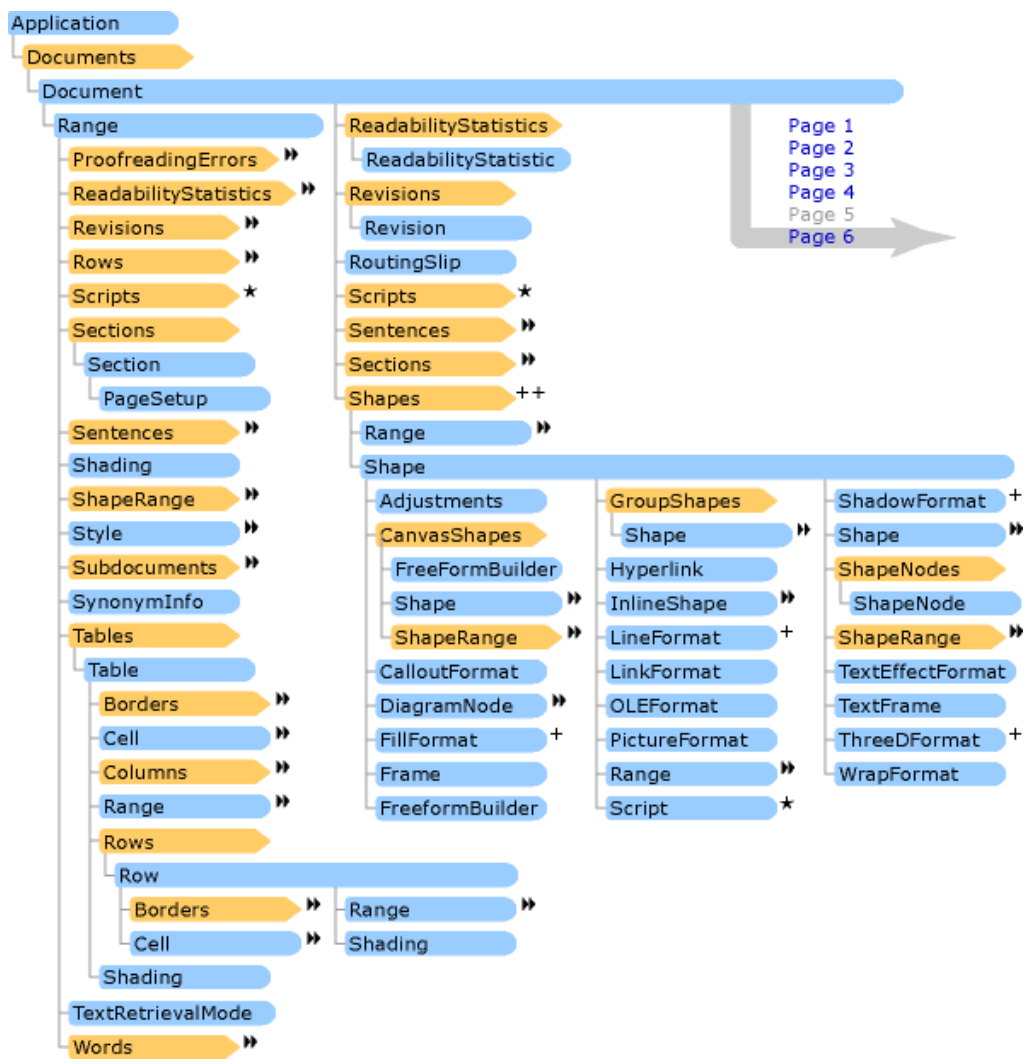 Application
Documents
Document
Range
ProofreadingErrors
ReadabilityStatistics
Revisions
Rows
Scripts
Sections
Section
PageSetup
Sentences
Shading
ShapeRange
Style
Subdocuments
SynonymInfo
Tables
Table
Borders
Cell
Columns
Range
Rows
Row
Borders
Cell
Range
Shading
Shading
TextRetrievalMode
Words
ReadabilityStatistics
ReadabilityStatistic
Revisions
Revision
RoutingSlip
Scripts
Sentences
Sections
Shapes ++
Range
Shape
Adjustments
CanvasShapes
FreeFormBuilder
Shape
ShapeRange
CalloutFormat
DiagramNode
FillFormat +
Frame
FreeformBuilder
GroupShapes
Shape
Hyperlink
InlineShape
LineFormat +
LinkFormat
OLEFormat
PictureFormat
Range
Script
ShadowFormat +
Shape
ShapeNodes
ShapeNode
ShapeRange
TextEffectFormat
TextFrame
ThreeDFormat +
WrapFormat
Page 1
Page 2
Page 3
Page 4
Page 5
Page 6